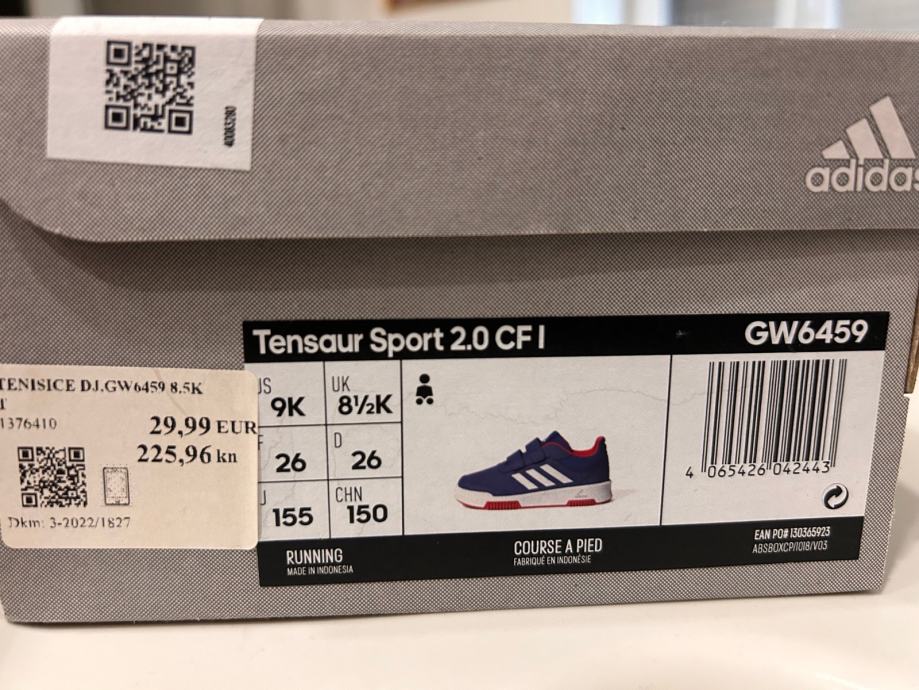 40083280
adidas
Tensaur Sport 2.0 CF I
GW6459
TENISICE DJ.GW6459 8.5K
1376410
29,99 EUR
225,96 kn
Dkm: 3-2022/1827
US
9K
UK
8½K
F
26
D
26
J
155
CHN
150
4 065426 042443
RUNNING
MADE IN INDONESIA
COURSE A PIED
FABRIQUÉ EN INDONÉSIE
EAN PO# 130365923
ABSBOXCP/1018/V03